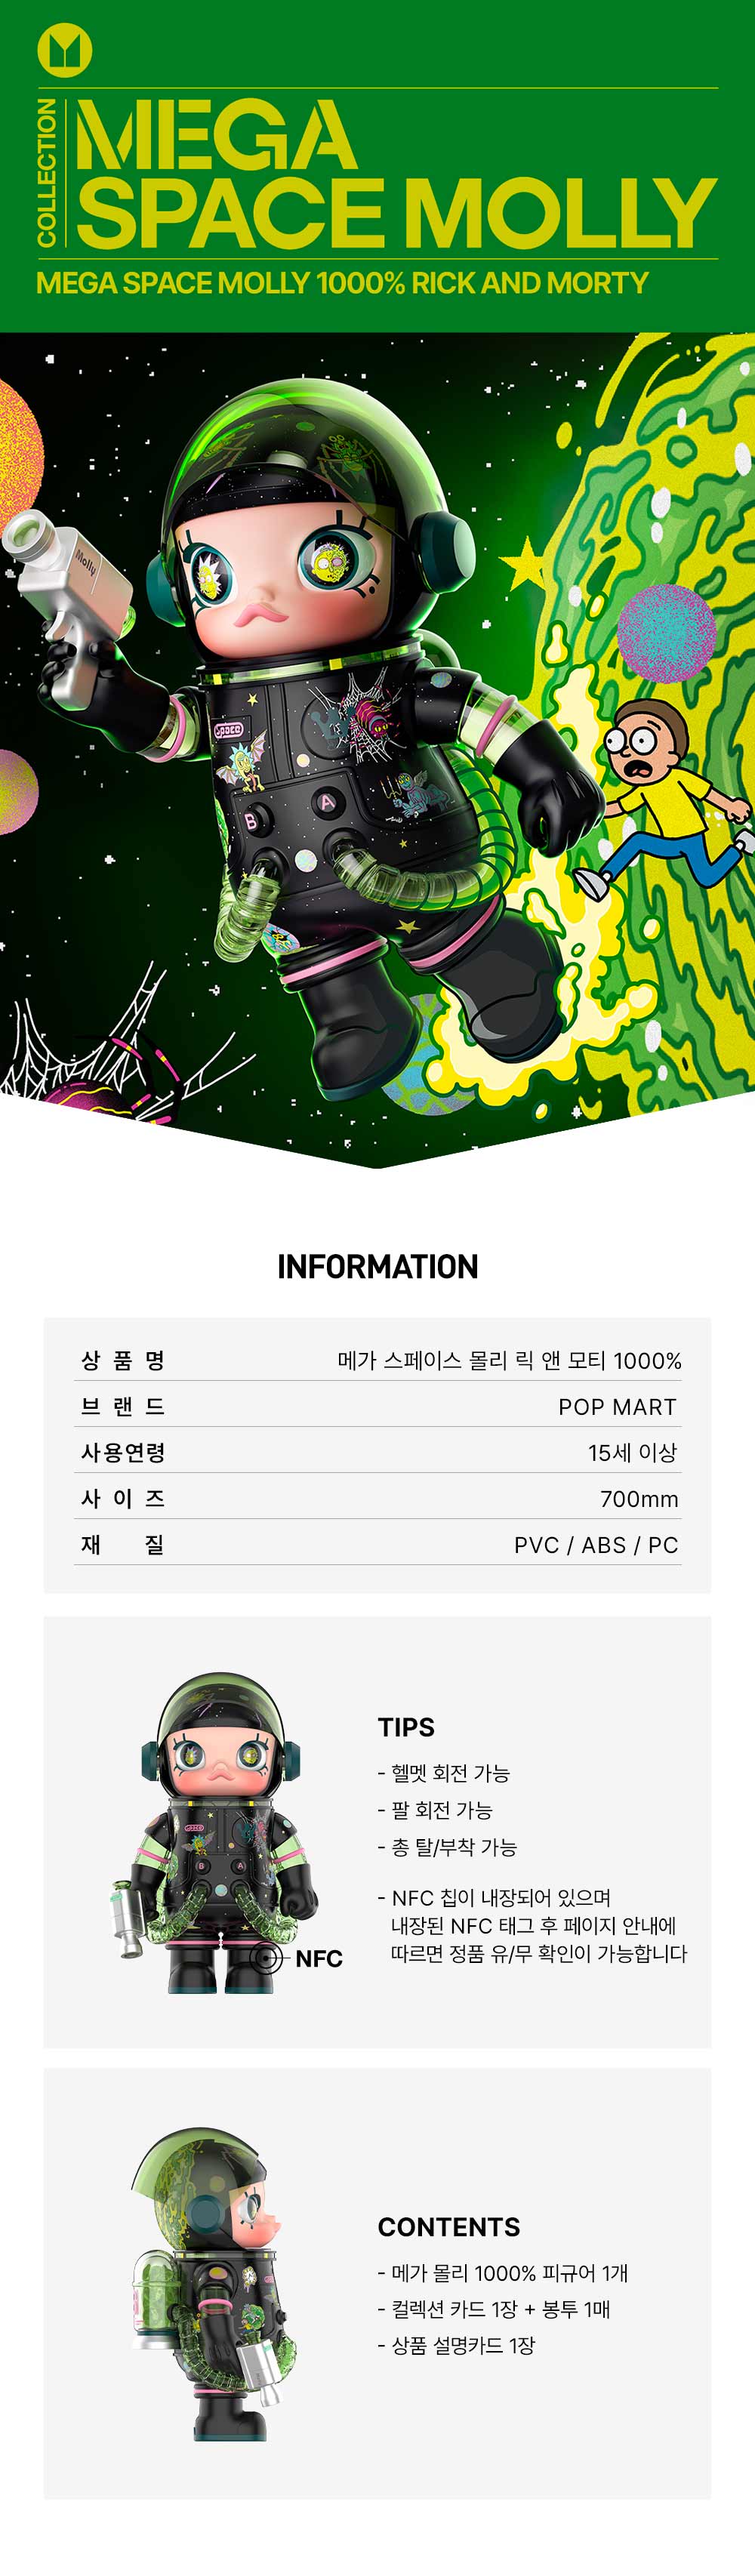 COLLECTION
MEGA
SPACE MOLLY
MEGA SPACE MOLLY 1000% RICK AND MORTY
Molly
SPACE
B
A
INFORMATION
상 품 명 메가 스페이스 몰리 릭 앤 모티 1000%
브 랜 드 POP MART
사용연령 15세 이상
사 이 즈 700mm
재 질 PVC / ABS / PC
TIPS
- 헬멧 회전 가능
- 팔 회전 가능
- 총 탈/부착 가능
- NFC 칩이 내장되어 있으며
내장된 NFC 태그 후 페이지 안내에
따르면 정품 유/무 확인이 가능합니다
SPACE
B
A
NFC
CONTENTS
- 메가 몰리 1000% 피규어 1개
- 컬렉션 카드 1장 + 봉투 1매
- 상품 설명카드 1장